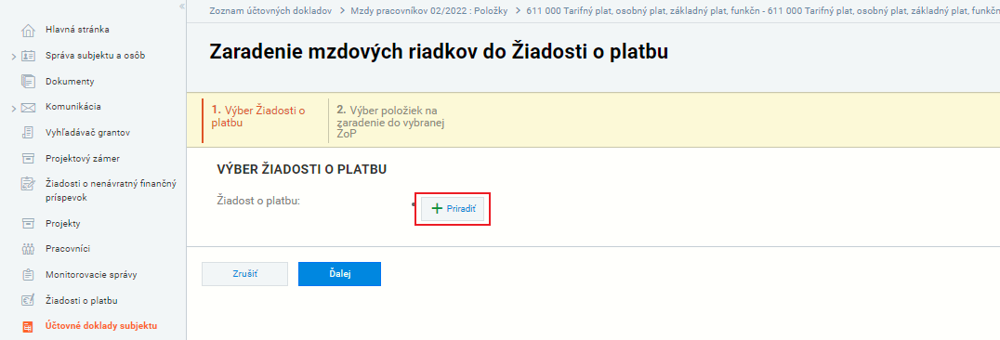 Zoznam účtovných dokladov > Mzdy pracovníkov 02/2022 : Položky > 611 000 Tarifný plat, osobný plat, základný plat, funkčn - 611 000 Tarifný plat, osobný plat, základný plat, funkčn
Zaradenie mzdových riadkov do Žiadosti o platbu
Hlavná stránka
Správa subjektu a osôb
Dokumenty
Komunikácia
Vyhľadávač grantov
Projektový zámer
Žiadosti o nenávratný finančný
príspevok
Projekty
Pracovníci
Monitorovacie správy
Žiadosti o platbu
Účtovné doklady subjektu
1. Výber Žiadosti o
platbu
2. Výber položiek na
zaradenie do vybranej
ŽoP
VÝBER ŽIADOSTI O PLATBU
Žiadost o platbu:
+ Priradiť
Zrušiť
Ďalej